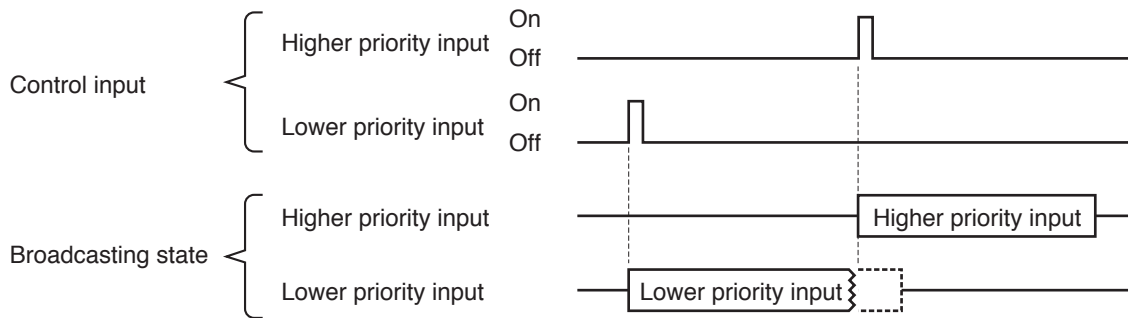 Control input
Higher priority input
On
Off
Lower priority input
On
Off
Broadcasting state
Higher priority input
Higher priority input
Lower priority input
Lower priority input